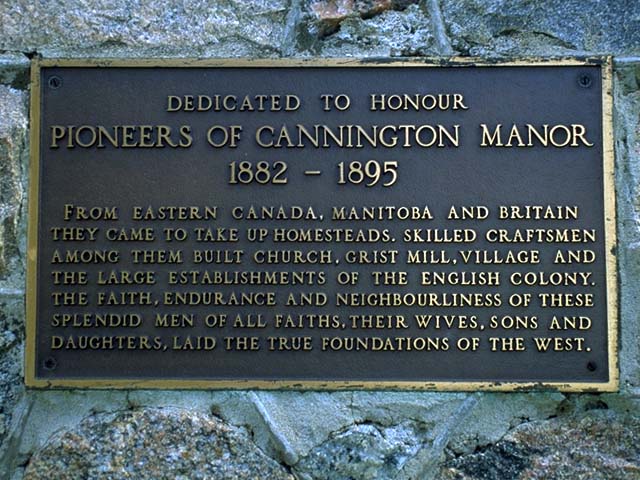 DEDICATED TO HONOUR
PIONEERS OF CANNINGTON MANOR
1882 – 1895
FROM EASTERN CANADA, MANITOBA AND BRITAIN
THEY CAME TO TAKE UP HOMESTEADS. SKILLED CRAFTSMEN
AMONG THEM BUILT CHURCH, GRIST MILL, VILLAGE AND
THE LARGE ESTABLISHMENTS OF THE ENGLISH COLONY.
THE FAITH, ENDURANCE AND NEIGHBOURLINESS OF THESE
SPLENDID MEN OF ALL FAITHS, THEIR WIVES, SONS AND
DAUGHTERS, LAID THE TRUE FOUNDATIONS OF THE WEST.